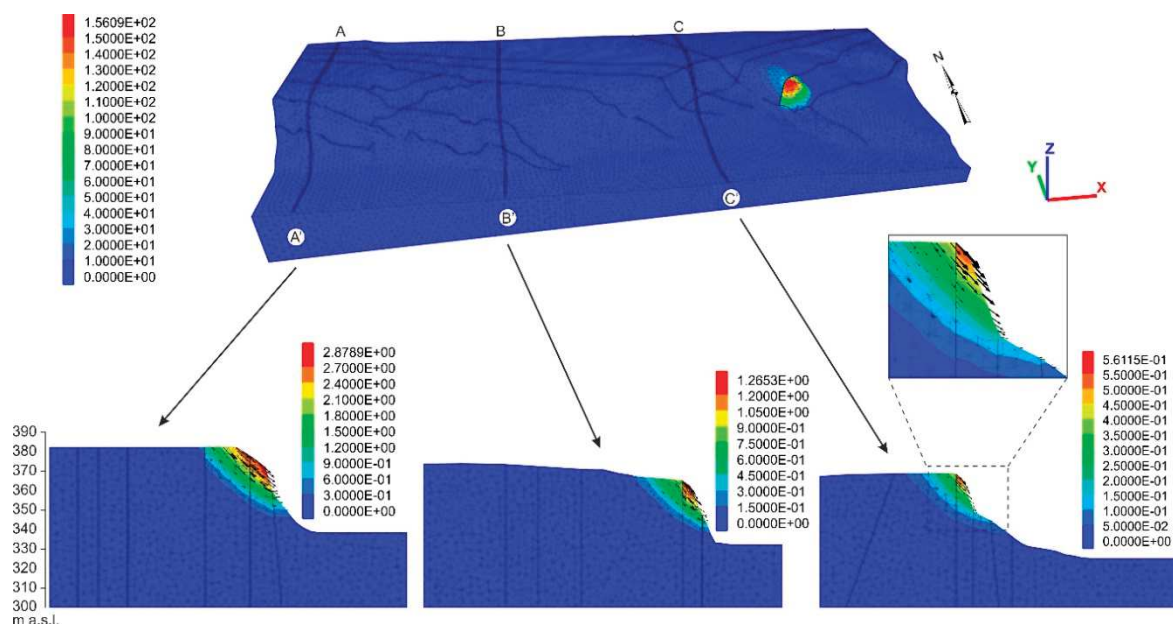 1.5609E+02
1.5000E+02
1.4000E+02
1.3000E+02
1.2000E+02
1.1000E+02
1.0000E+02
9.0000E+01
8.0000E+01
7.0000E+01
6.0000E+01
5.0000E+01
4.0000E+01
3.0000E+01
2.0000E+01
1.0000E+01
0.0000E+00
A
B
C
N
A'
B'
C'
Z
Y
X
2.8789E+00
2.7000E+00
2.4000E+00
2.1000E+00
1.8000E+00
1.5000E+00
1.2000E+00
9.0000E-01
6.0000E-01
3.0000E-01
0.0000E+00
1.2653E+00
1.2000E+00
1.0500E+00
9.0000E-01
7.5000E-01
6.0000E-01
4.5000E-01
3.0000E-01
1.5000E-01
0.0000E+00
5.6115E-01
5.5000E-01
5.0000E-01
4.5000E-01
4.0000E-01
3.5000E-01
3.0000E-01
2.5000E-01
2.0000E-01
1.5000E-01
1.0000E-01
5.0000E-02
0.0000E+00
390
380
370
360
350
340
330
320
310
300
m a.s.l.